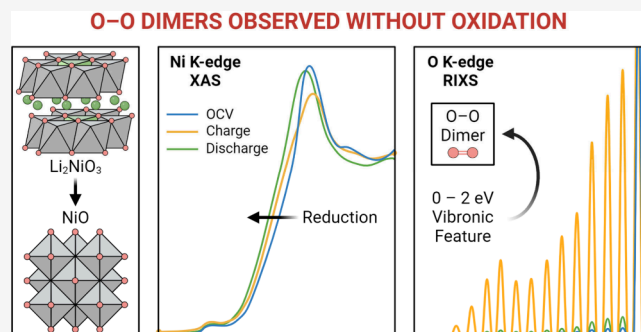 O–O DIMERS OBSERVED WITHOUT OXIDATION
Li₂NiO₃
NiO
Ni K-edge
XAS
OCV
Charge
Discharge
Reduction
O K-edge
RIXS
O–O
Dimer
0 – 2 eV
Vibronic
Feature